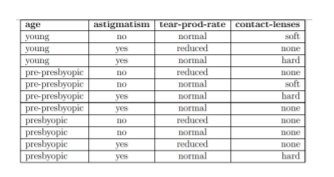 age astigmatism tear-prod-rate contact-lenses
young no normal soft
young yes reduced none
young yes normal hard
pre-presbyopic no reduced none
pre-presbyopic no normal soft
pre-presbyopic yes normal hard
pre-presbyopic yes normal none
presbyopic no reduced none
presbyopic no normal none
presbyopic yes reduced none
presbyopic yes normal hard